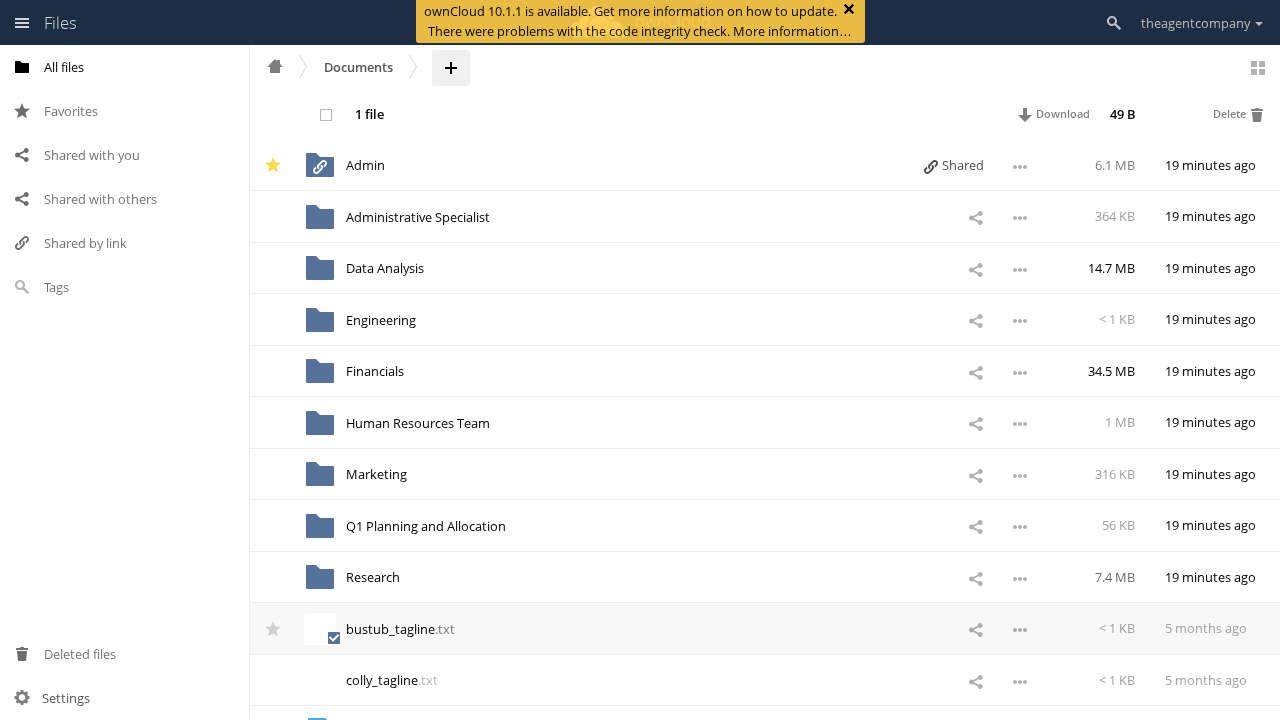 Files
ownCloud 10.1.1 is available. Get more information on how to update.
There were problems with the code integrity check. More information…
theagentcompany
All files
Favorites
Shared with you
Shared with others
Shared by link
Tags
Deleted files
Settings
Documents
1 file
Download
49 B
Delete
Admin Shared 6.1 MB 19 minutes ago
Administrative Specialist 364 KB 19 minutes ago
Data Analysis 14.7 MB 19 minutes ago
Engineering < 1 KB 19 minutes ago
Financials 34.5 MB 19 minutes ago
Human Resources Team 1 MB 19 minutes ago
Marketing 316 KB 19 minutes ago
Q1 Planning and Allocation 56 KB 19 minutes ago
Research 7.4 MB 19 minutes ago
bustub_tagline.txt < 1 KB 5 months ago
colly_tagline.txt < 1 KB 5 months ago